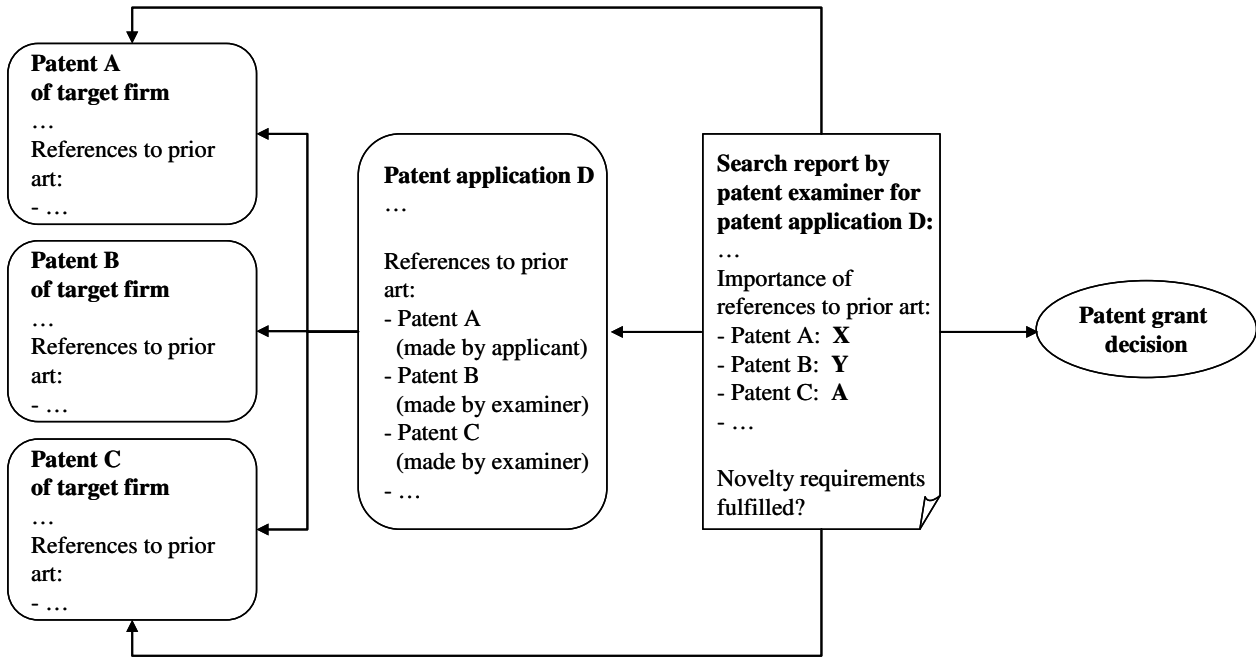 Patent A
of target firm
…
References to prior
art:
- …
Patent B
of target firm
…
References to prior
art:
- …
Patent C
of target firm
…
References to prior
art:
- …
Patent application D
…
References to prior
art:
- Patent A
(made by applicant)
- Patent B
(made by examiner)
- Patent C
(made by examiner)
- …
Search report by
patent examiner for
patent application D:
…
Importance of
references to prior art:
- Patent A: X
- Patent B: Y
- Patent C: A
- …
Novelty requirements
fulfilled?
Patent grant
decision